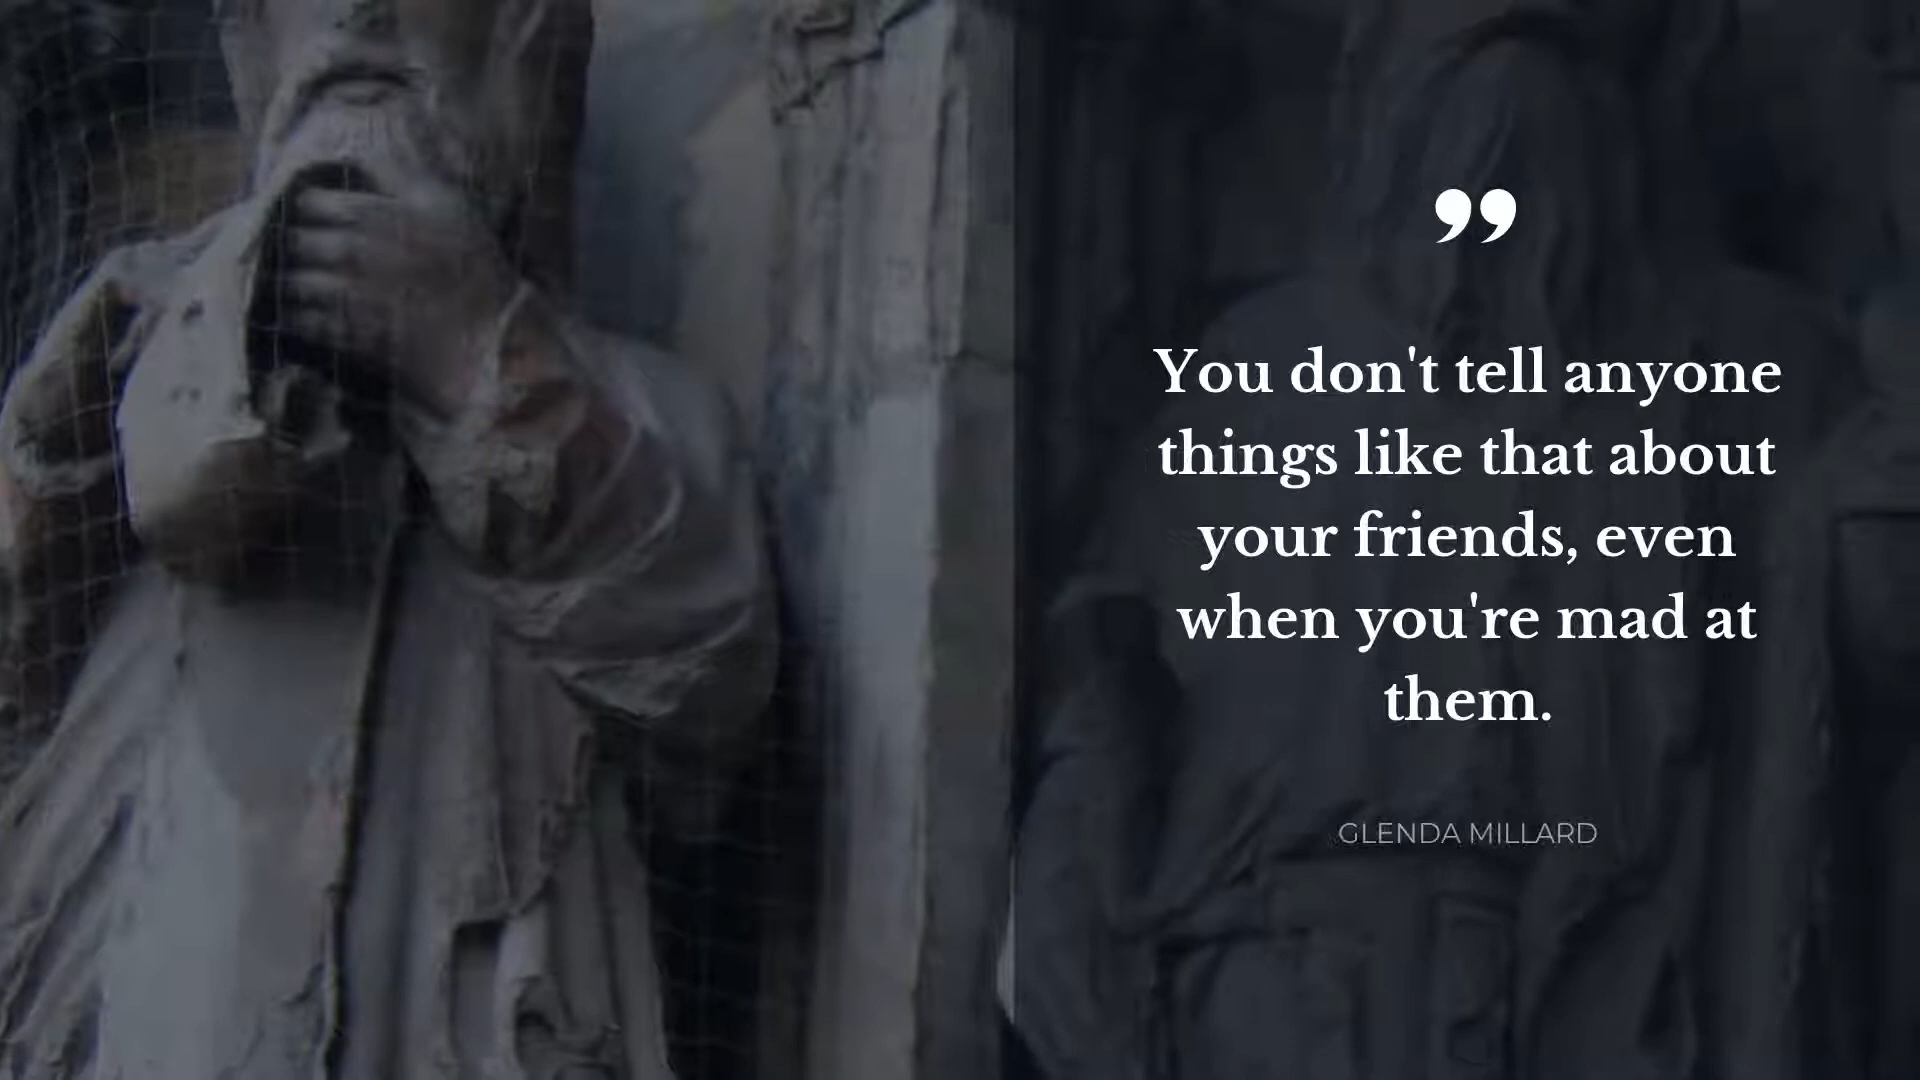 ”
You don't tell anyone
things like that about
your friends, even
when you're mad at
them.
GLENDA MILLARD